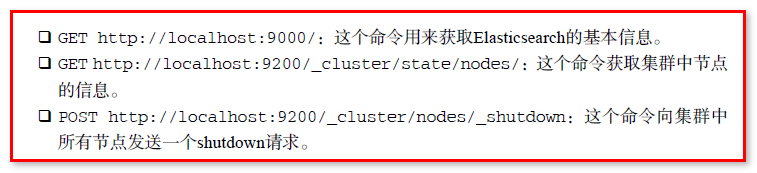 ❑ GET http://localhost:9000/：这个命令用来获取Elasticsearch的基本信息。
❑ GET http://localhost:9200/_cluster/state/nodes/：这个命令获取集群中节点
的信息。
❑ POST http://localhost:9200/_cluster/nodes/_shutdown：这个命令向集群中
所有节点发送一个shutdown请求。